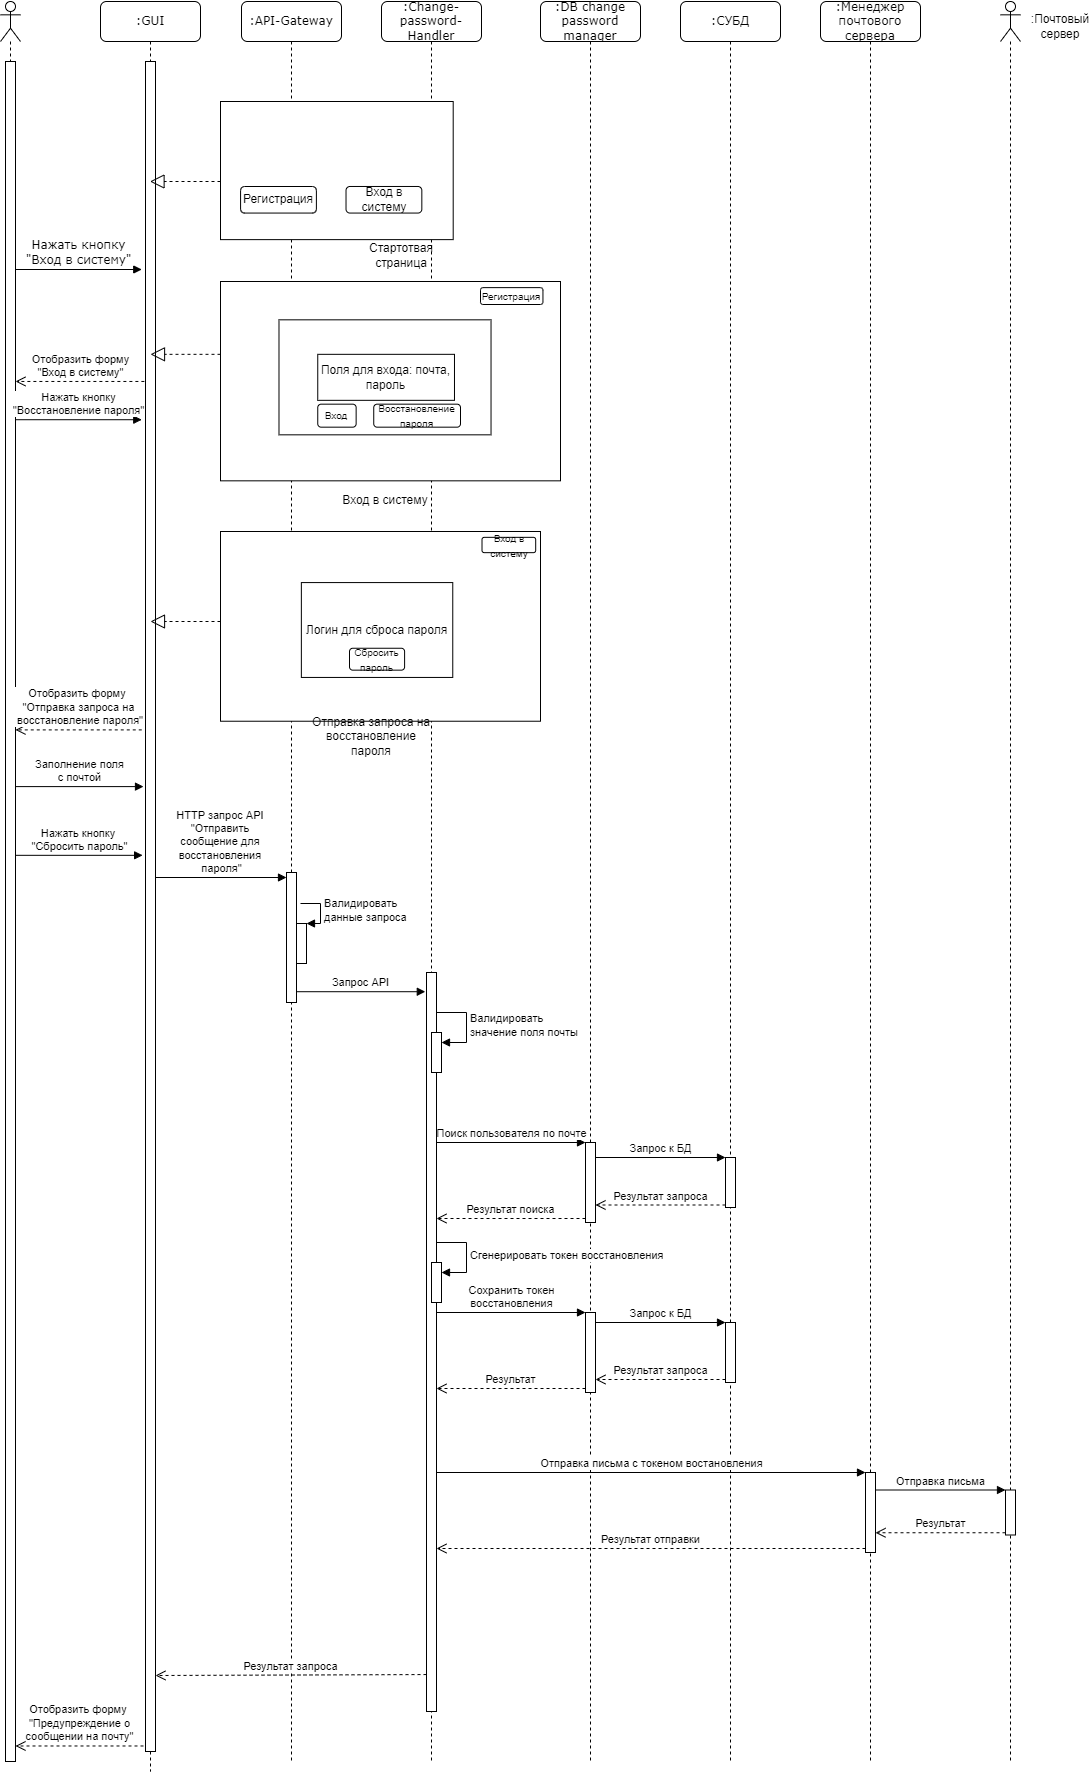 :GUI
:API-Gateway
:Change-
password-
Handler
:DB change
password
manager
:СУБД
:Менеджер
почтового
сервера
:Почтовый
сервер
Регистрация
Вход в
систему
Стартотвая
страница
Нажать кнопку
"Вход в систему"
Регистрация
Поля для входа: почта,
пароль
Вход
Восстановление
пароля
Отобразить форму
"Вход в систему"
Нажать кнопку
"Восстановление пароля"
Вход в систему
Вход в
систему
Логин для сброса пароля
Сбросить
пароль
Отобразить форму
"Отправка запроса на
восстановление пароля"
Отправка запроса на
восстановление
пароля
Заполнение поля
с почтой
Нажать кнопку
"Сбросить пароль"
HTTP запрос API
"Отправить
сообщение для
восстановления
пароля"
Валидировать
данные запроса
Запрос API
Валидировать
значение поля почты
Поиск пользователя по почте
Запрос к БД
Результат запроса
Результат поиска
Сгенерировать токен восстановления
Сохранить токен
восстановления
Запрос к БД
Результат запроса
Результат
Отправка письма с токеном востановления
Отправка письма
Результат
Результат отправки
Результат запроса
Отобразить форму
"Предупреждение о
сообщении на почту"